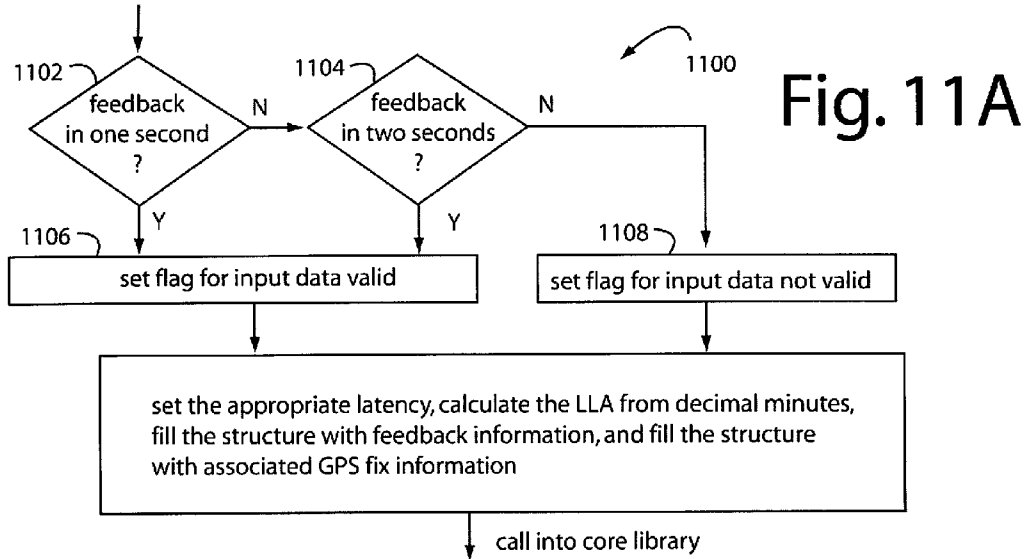 1102
feedback
in one second
?
N
Y
1104
feedback
in two seconds
?
N
Y
1100
Fig. 11A
1106
set flag for input data valid
1108
set flag for input data not valid
set the appropriate latency, calculate the LLA from decimal minutes,
fill the structure with feedback information, and fill the structure
with associated GPS fix information
call into core library